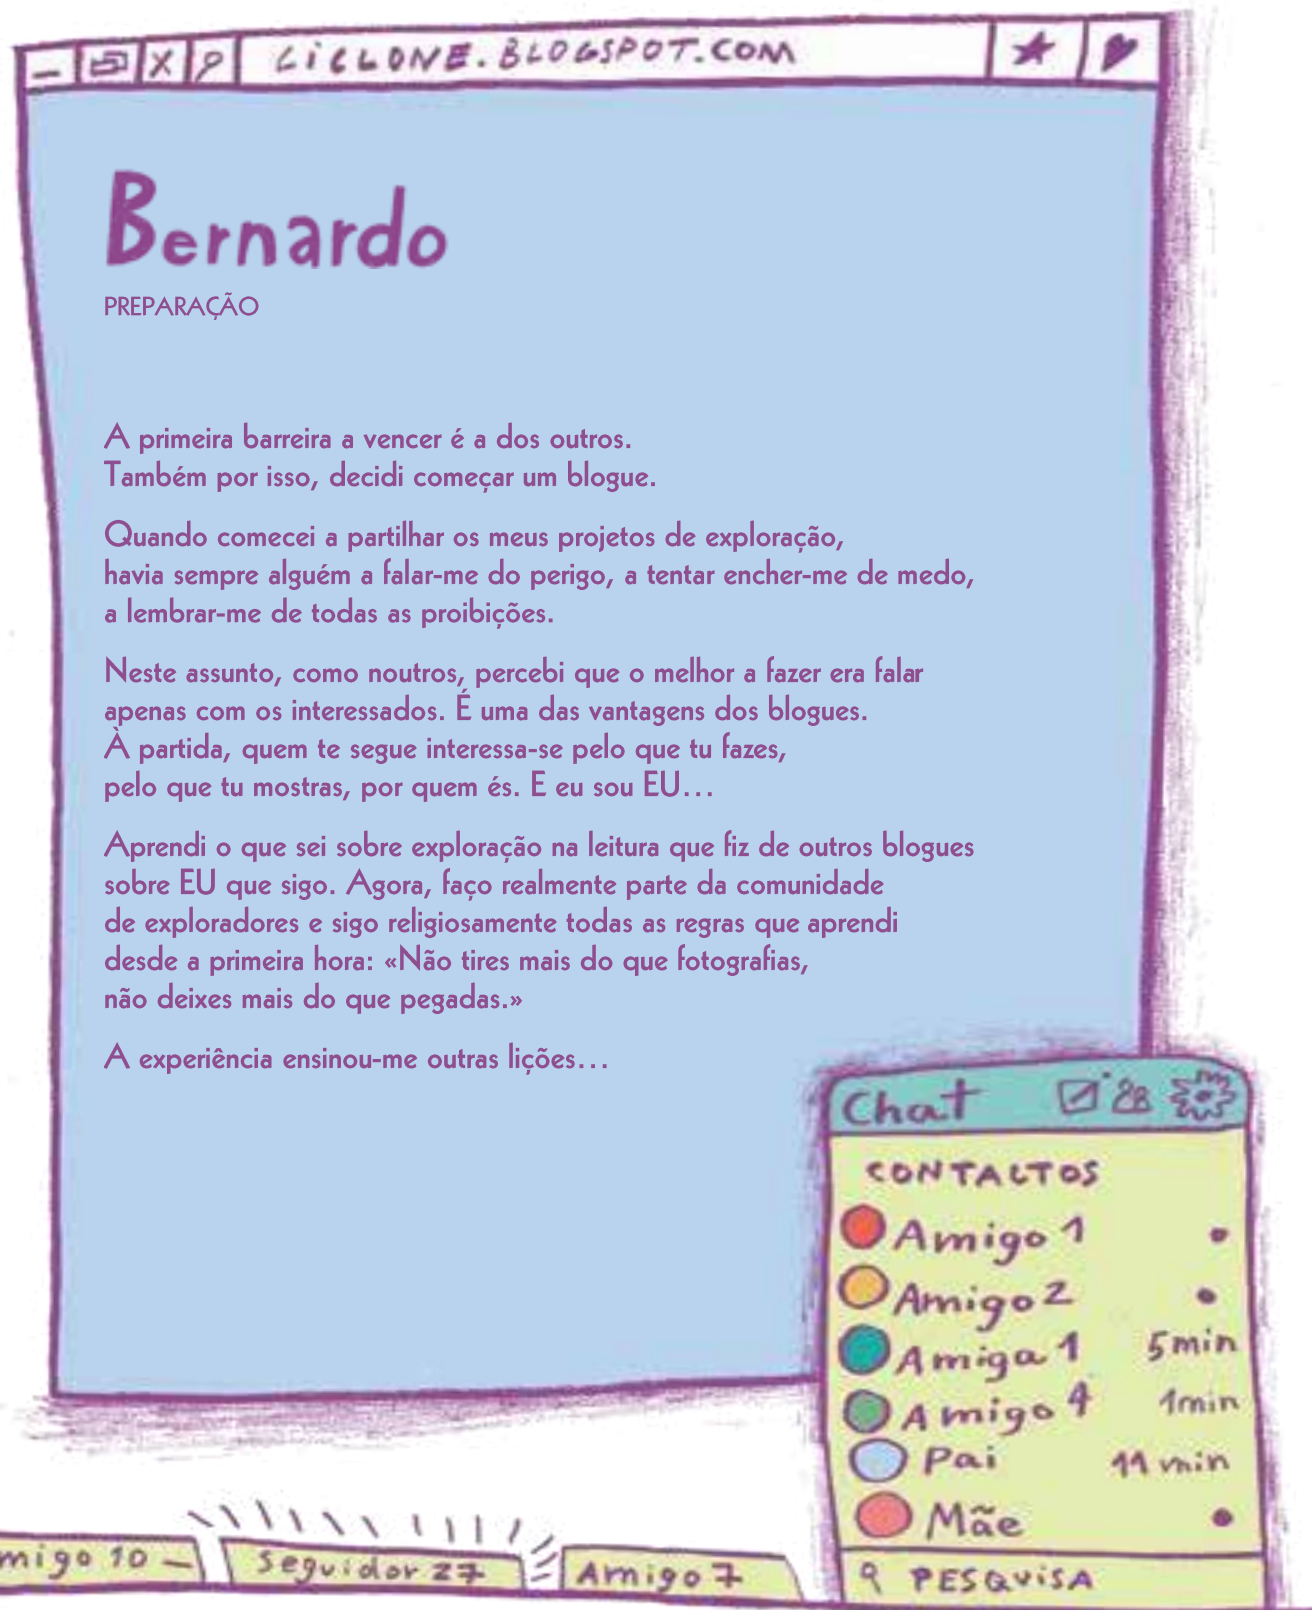 CICLONE.BLOGSPOT.COM
Bernardo
PREPARAÇÃO
A primeira barreira a vencer é a dos outros.
Também por isso, decidi começar um blogue.
Quando comecei a partilhar os meus projetos de exploração,
havia sempre alguém a falar-me do perigo, a tentar encher-me de medo,
a lembrar-me de todas as proibições.
Neste assunto, como noutros, percebi que o melhor a fazer era falar
apenas com os interessados. É uma das vantagens dos blogues.
À partida, quem te segue interessa-se pelo que tu fazes,
pelo que tu mostras, por quem és. E eu sou EU...
Aprendi o que sei sobre exploração na leitura que fiz de outros blogues
sobre EU que sigo. Agora, faço realmente parte da comunidade
de exploradores e sigo religiosamente todas as regras que aprendi
desde a primeira hora: «Não tires mais do que fotografias,
não deixes mais do que pegadas.»
A experiência ensinou-me outras lições...
Chat
CONTACTOS
Amigo 1
Amigo 2
Amiga 1 5min
Amigo 4 1min
Pai 11 min
Mãe
PESQUISA
migo 10
Seguidor 27
Amigo 7